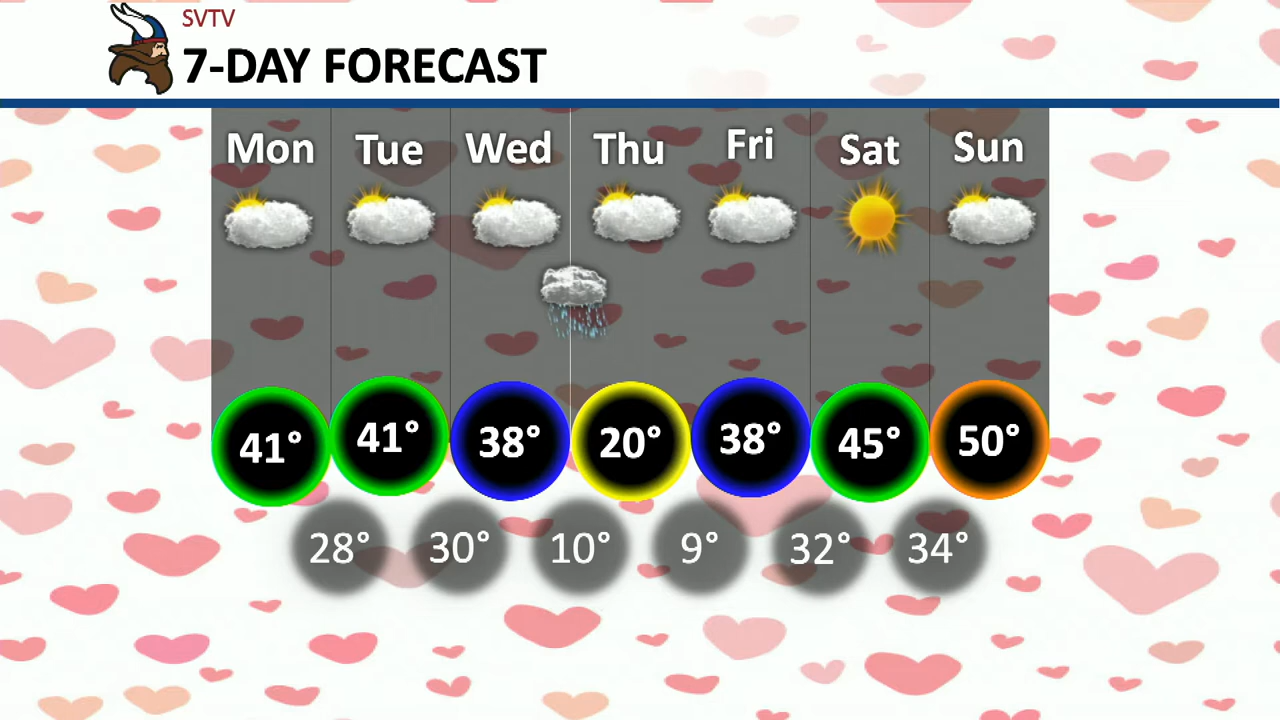 SVTV
7-DAY FORECAST
Mon Tue Wed Thu Fri Sat Sun
41° 41° 38° 20° 38° 45° 50°
28° 30° 10° 9° 32° 34°